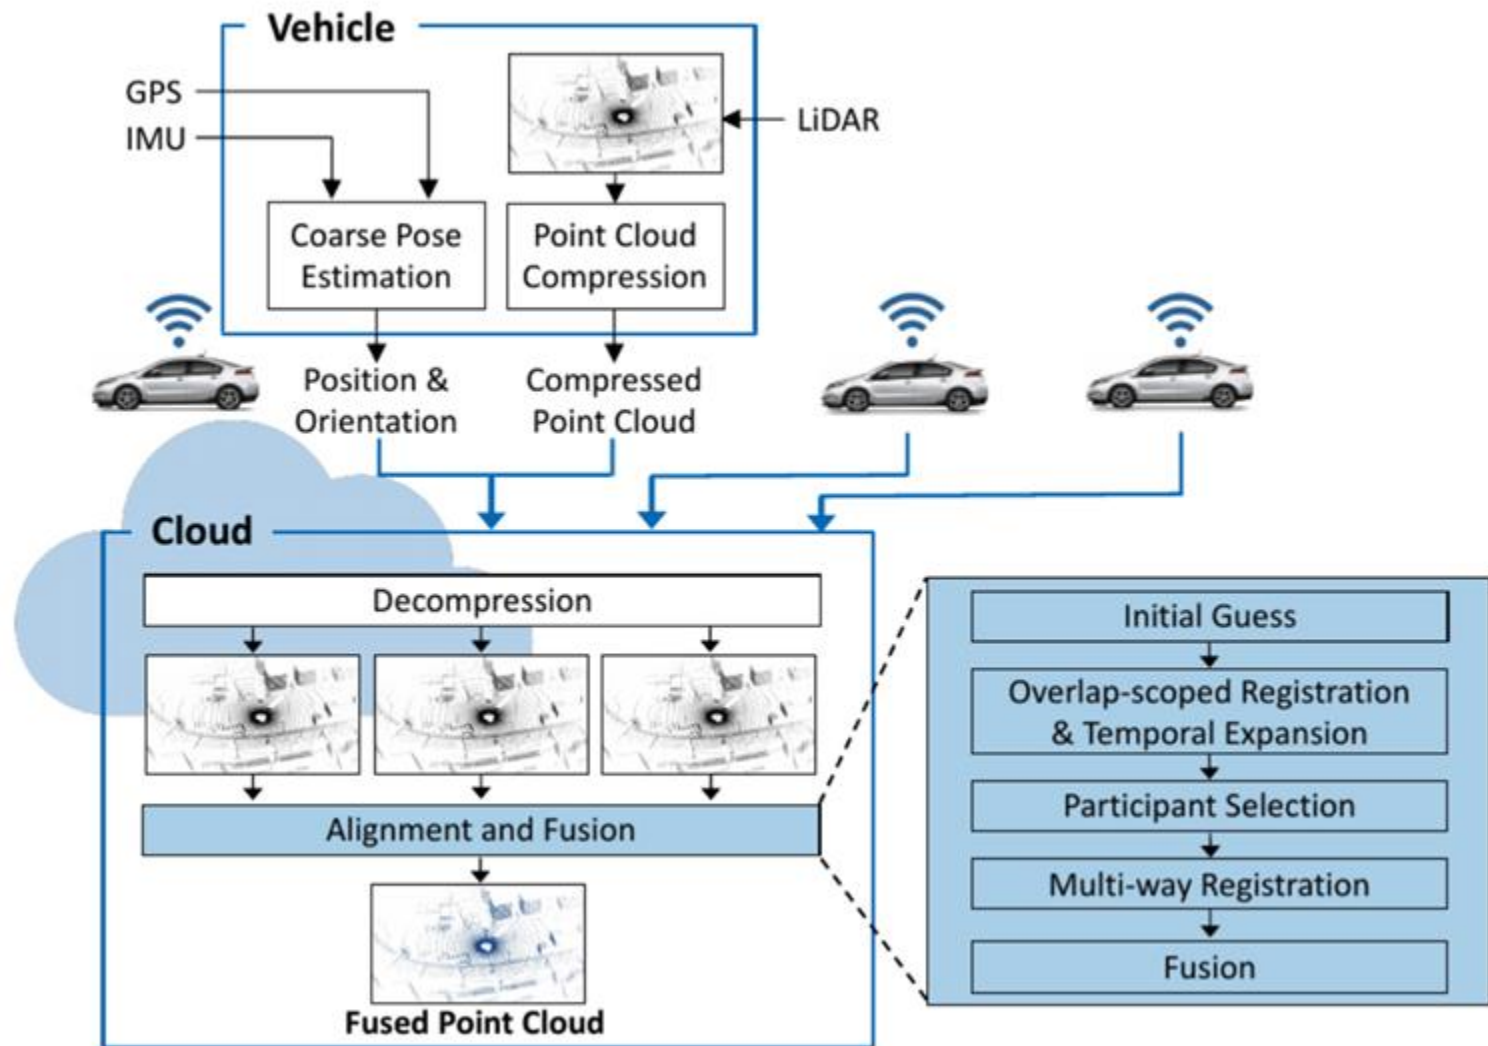 Vehicle
GPS
IMU
LiDAR
Coarse Pose
Estimation
Point Cloud
Compression
Position &
Orientation
Compressed
Point Cloud
Cloud
Decompression
Alignment and Fusion
Fused Point Cloud
Initial Guess
Overlap-scoped Registration
& Temporal Expansion
Participant Selection
Multi-way Registration
Fusion